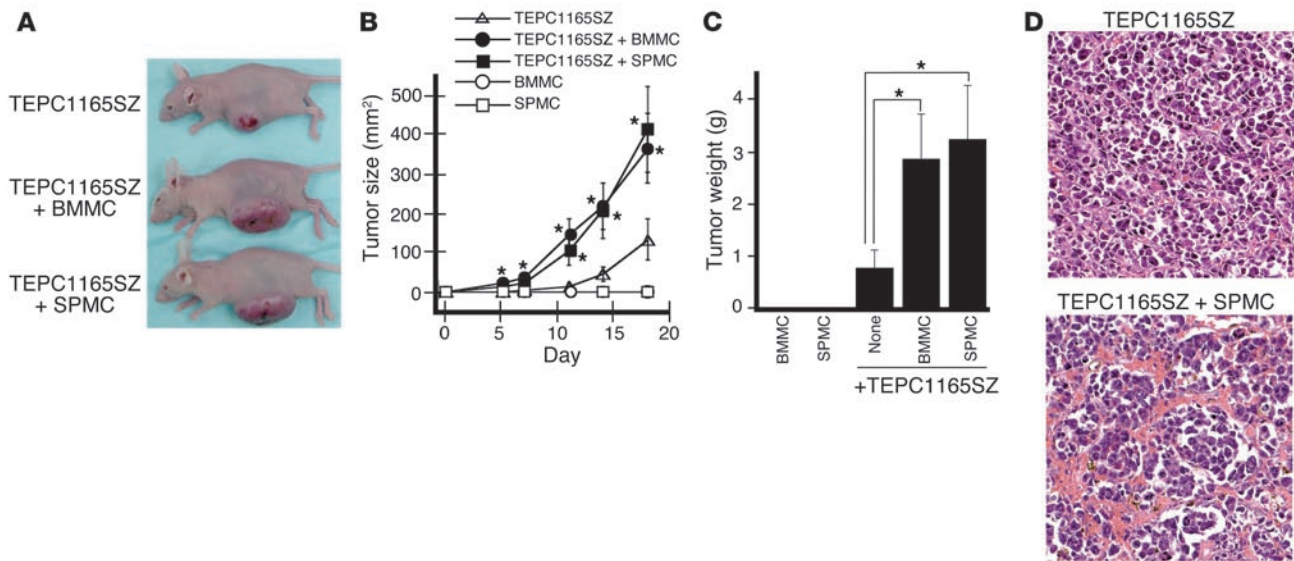 A
TEPC1165SZ
TEPC1165SZ
+ BMMC
TEPC1165SZ
+ SPMC
B
TEPC1165SZ
TEPC1165SZ + BMMC
TEPC1165SZ + SPMC
BMMC
SPMC
Tumor size (mm²)
500
400
300
200
100
0
* * * * * * * *
0 5 10 15 20
Day
C
Tumor weight (g)
4
3
2
1
0
*
*
BMMC
SPMC
None
BMMC
SPMC
+TEPC1165SZ
D
TEPC1165SZ
TEPC1165SZ + SPMC